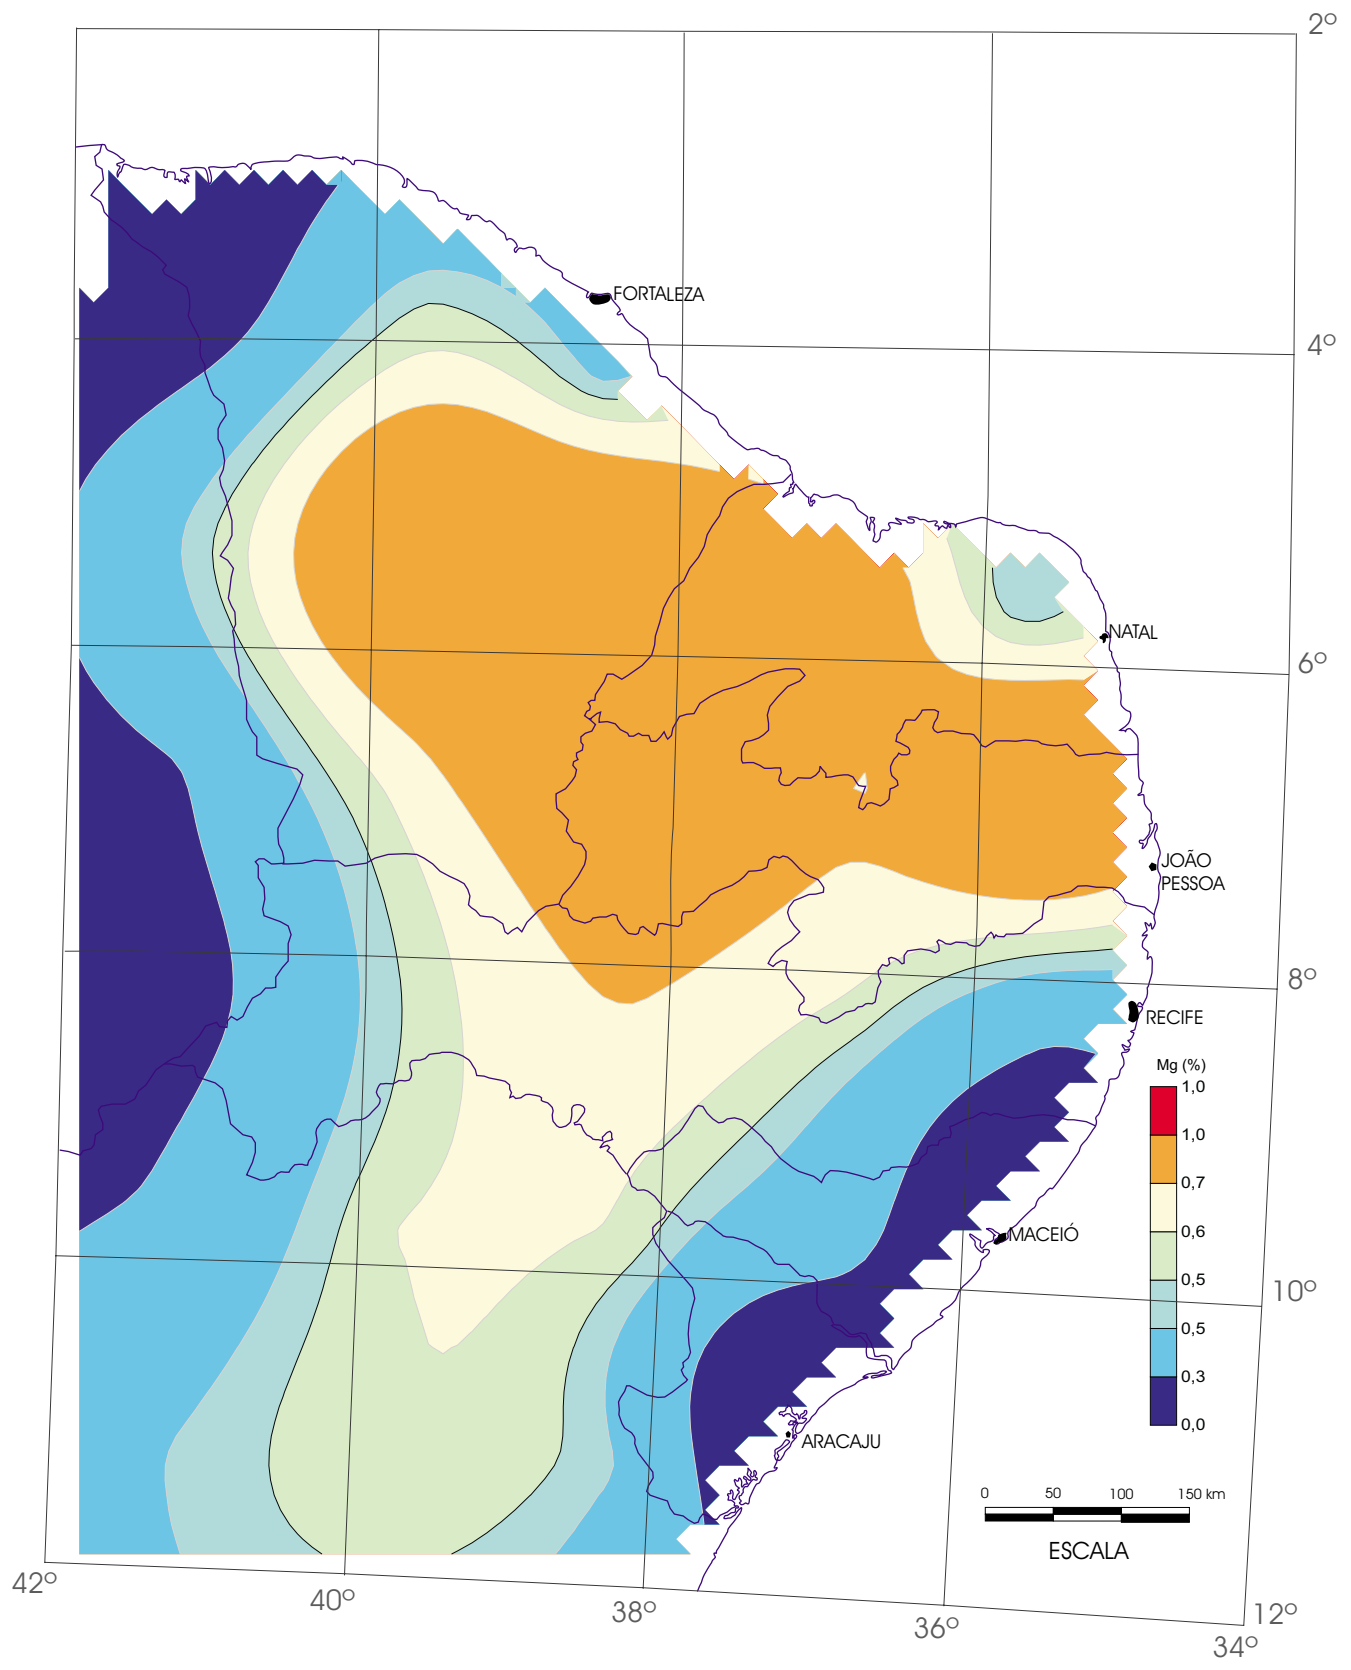 2°
FORTALEZA
4°
NATAL
6°
JOÃO
PESSOA
8°
RECIFE
Mg (%)
1,0
1,0
0,7
0,6
0,5
0,5
0,3
0,0
MACEIÓ
10°
ARACAJU
0 50 100 150 km
ESCALA
42°
40°
38°
36°
12°
34°